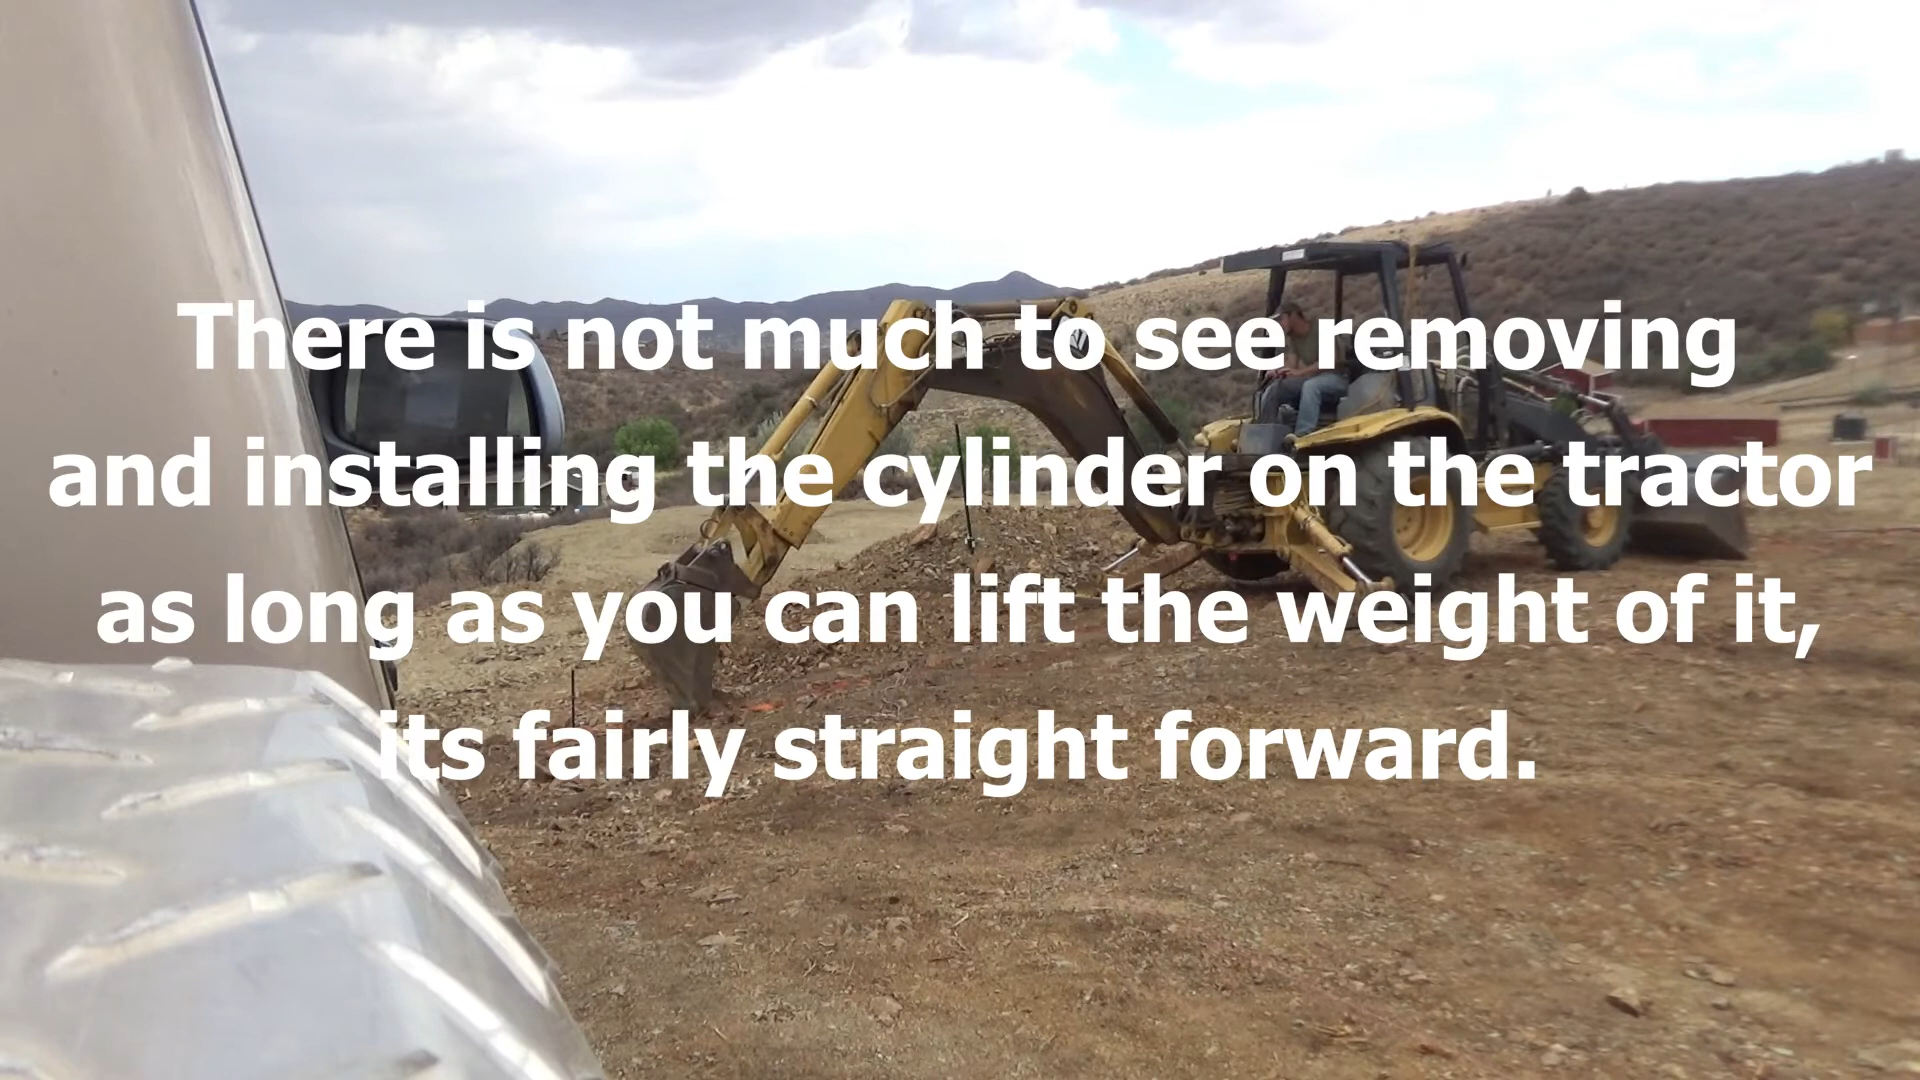 There is not much to see removing
and installing the cylinder on the tractor
as long as you can lift the weight of it,
its fairly straight forward.